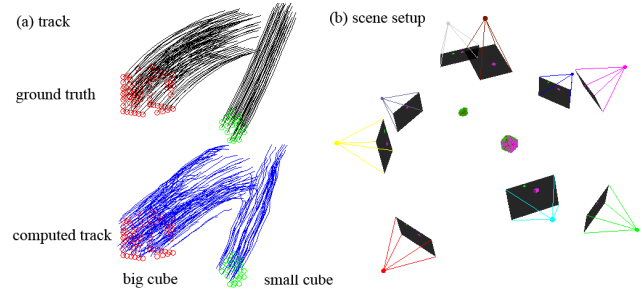 (a) track
(b) scene setup
ground truth
computed track
big cube
small cube